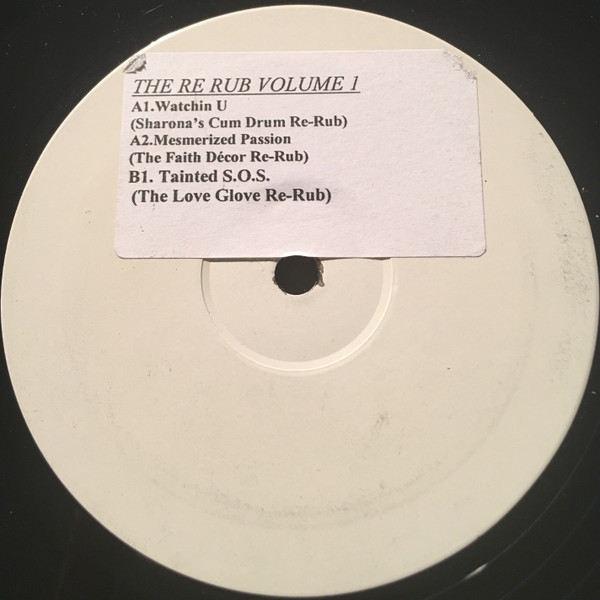 THE RE RUB VOLUME 1
A1.Watchin U
(Sharona's Cum Drum Re-Rub)
A2.Mesmerized Passion
(The Faith Décor Re-Rub)
B1. Tainted S.O.S.
(The Love Glove Re-Rub)